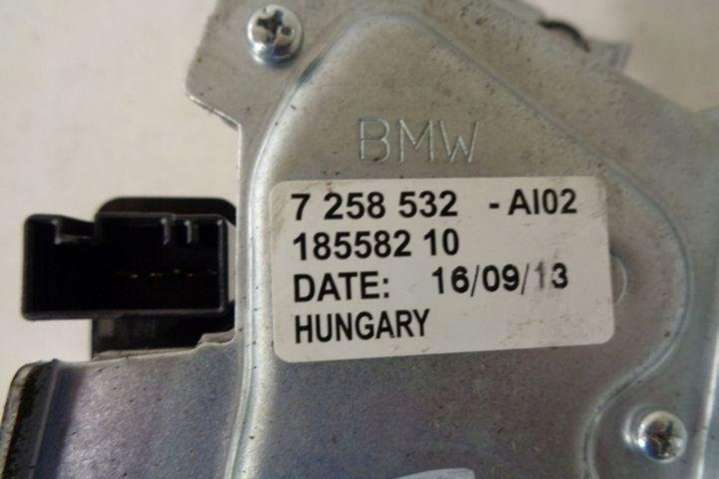 BMW
7 258 532 - AI02
185582 10
DATE: 16/09/13
HUNGARY